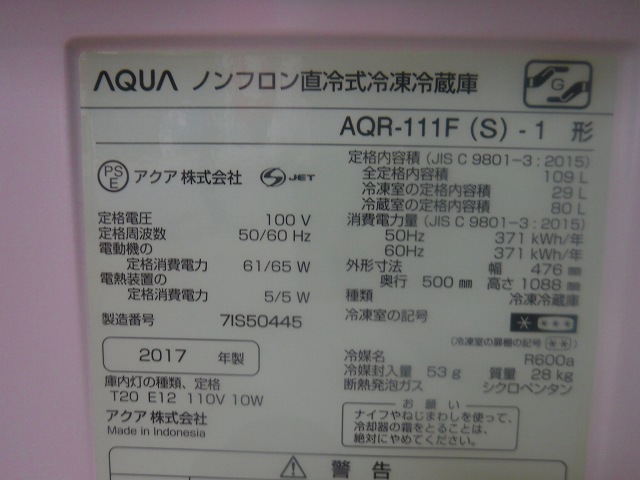 AQUA ノンフロン直冷式冷凍冷蔵庫
G
AQR-111F (S) - 1 形
PS E アクア株式会社 S JET
定格電圧 100 V
定格周波数 50/60 Hz
電動機の
定格消費電力 61/65 W
電熱装置の
定格消費電力 5/5 W
製造番号 7IS50445
2017 年製
庫内灯の種類、定格
T20 E12 110V 10W
アクア株式会社
Made in Indonesia
定格内容積 (JIS C 9801-3 : 2015)
全定格内容積 109 L
冷凍室の定格内容積 29 L
冷蔵室の定格内容積 80 L
消費電力量 (JIS C 9801-3 : 2015)
50Hz 371 kWh/年
60Hz 371 kWh/年
外形寸法 幅 476 mm
奥行 500 mm 高さ 1088 mm
種類 冷凍冷蔵庫
冷凍室の記号
(冷凍室の扉棚の記号 ** )
冷媒名 R600a
冷媒封入量 53 g 質量 28 kg
断熱発泡ガス シクロペンタン
お願い
ナイフやねじまわしを使って、
冷却器の霜をとることは、
絶対にやめてください。
警告